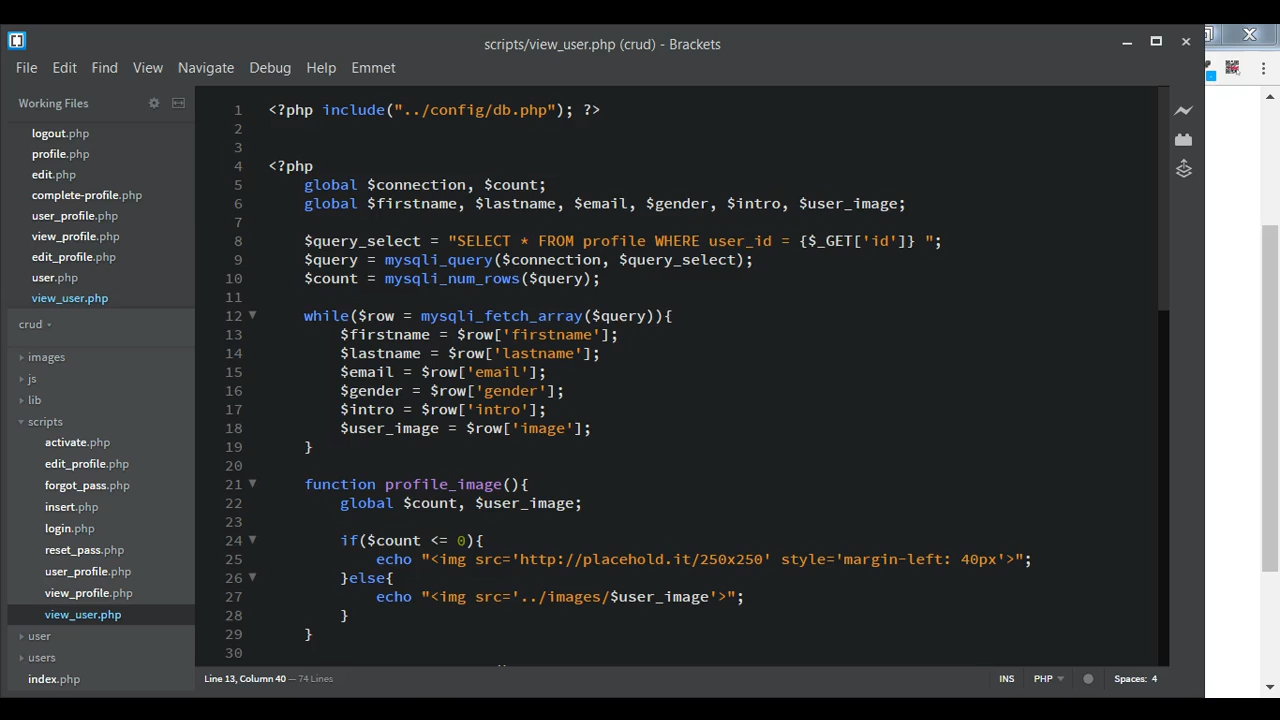 scripts/view_user.php (crud) - Brackets
File Edit Find View Navigate Debug Help Emmet
Working Files
logout.php
profile.php
edit.php
complete-profile.php
user_profile.php
view_profile.php
edit_profile.php
user.php
view_user.php
crud
images
js
lib
scripts
activate.php
edit_profile.php
forgot_pass.php
insert.php
login.php
reset_pass.php
user_profile.php
view_profile.php
view_user.php
user
users
index.php
1 <?php include("../config/db.php"); ?>
2
3
4 <?php
5 global $connection, $count;
6 global $firstname, $lastname, $email, $gender, $intro, $user_image;
7
8 $query_select = "SELECT * FROM profile WHERE user_id = {$_GET['id']} ";
9 $query = mysqli_query($connection, $query_select);
10 $count = mysqli_num_rows($query);
11
12 while($row = mysqli_fetch_array($query)){
13 $firstname = $row['firstname'];
14 $lastname = $row['lastname'];
15 $email = $row['email'];
16 $gender = $row['gender'];
17 $intro = $row['intro'];
18 $user_image = $row['image'];
19 }
20
21 function profile_image(){
22 global $count, $user_image;
23
24 if($count <= 0){
25 echo "<img src='http://placehold.it/250x250' style='margin-left: 40px'>";
26 }else{
27 echo "<img src='../images/$user_image'>";
28 }
29 }
30
Line 13, Column 40 — 74 Lines
INS PHP Spaces: 4